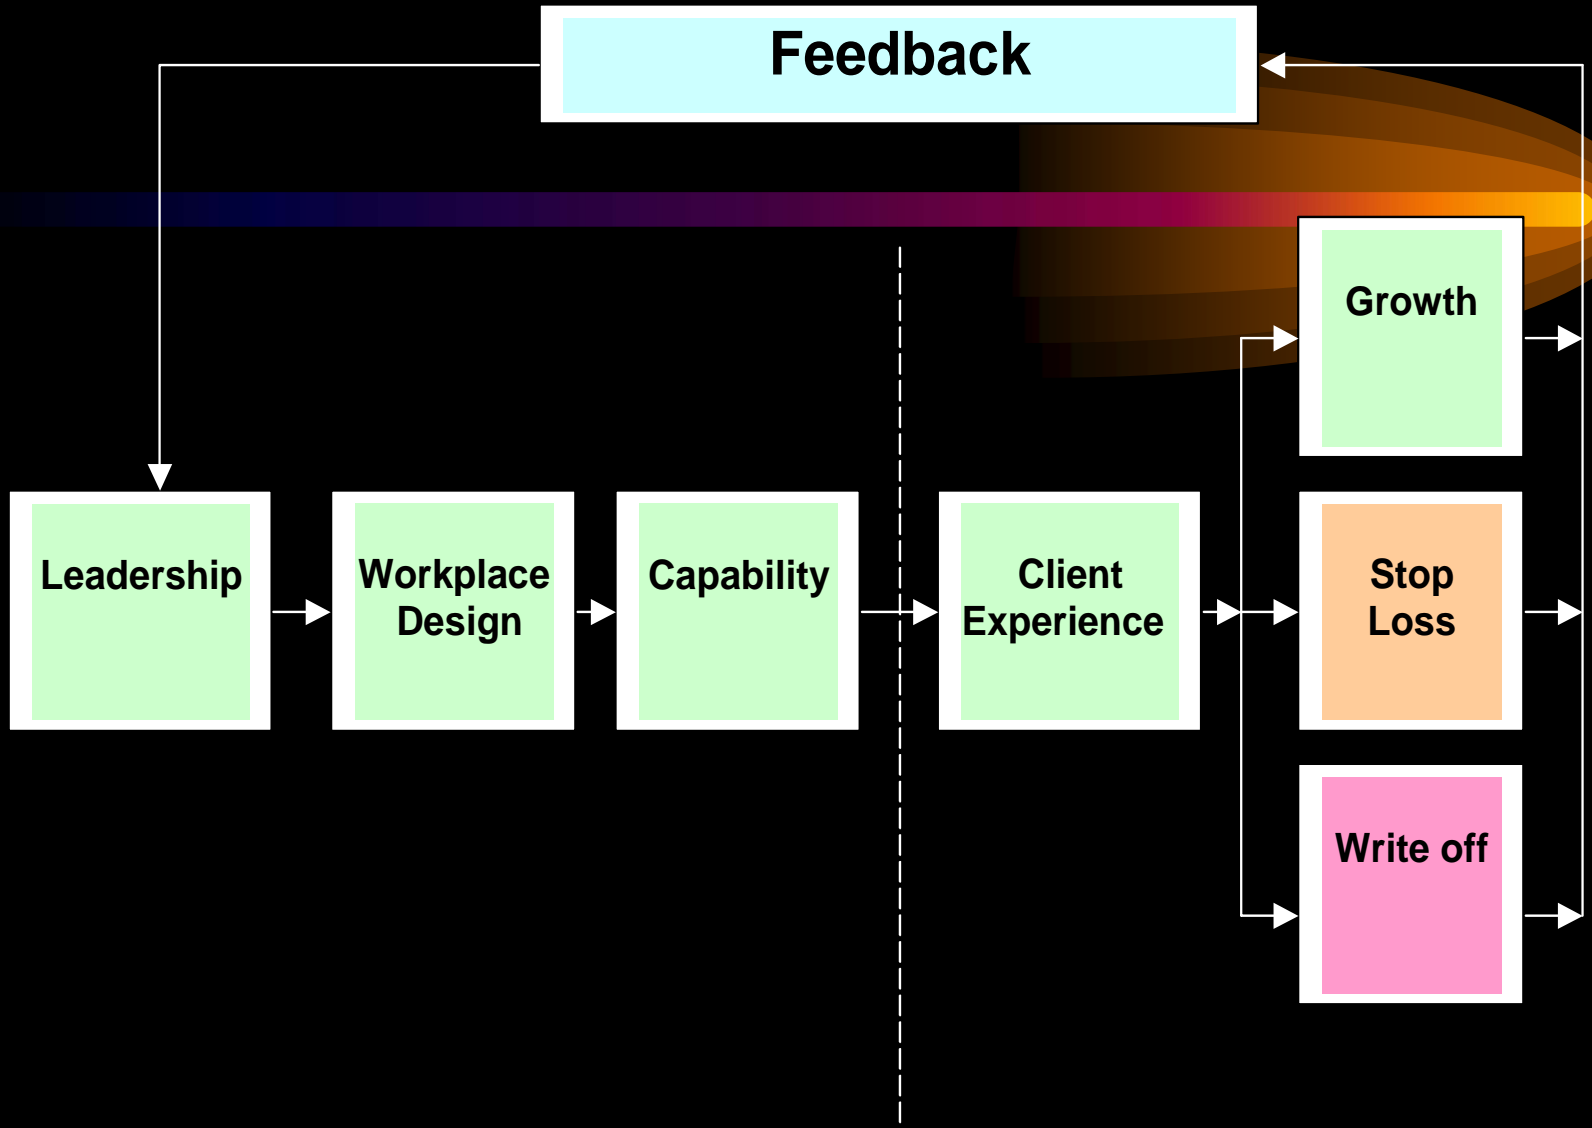 Feedback
Growth
Leadership
Workplace
Design
Capability
Client
Experience
Stop
Loss
Write off